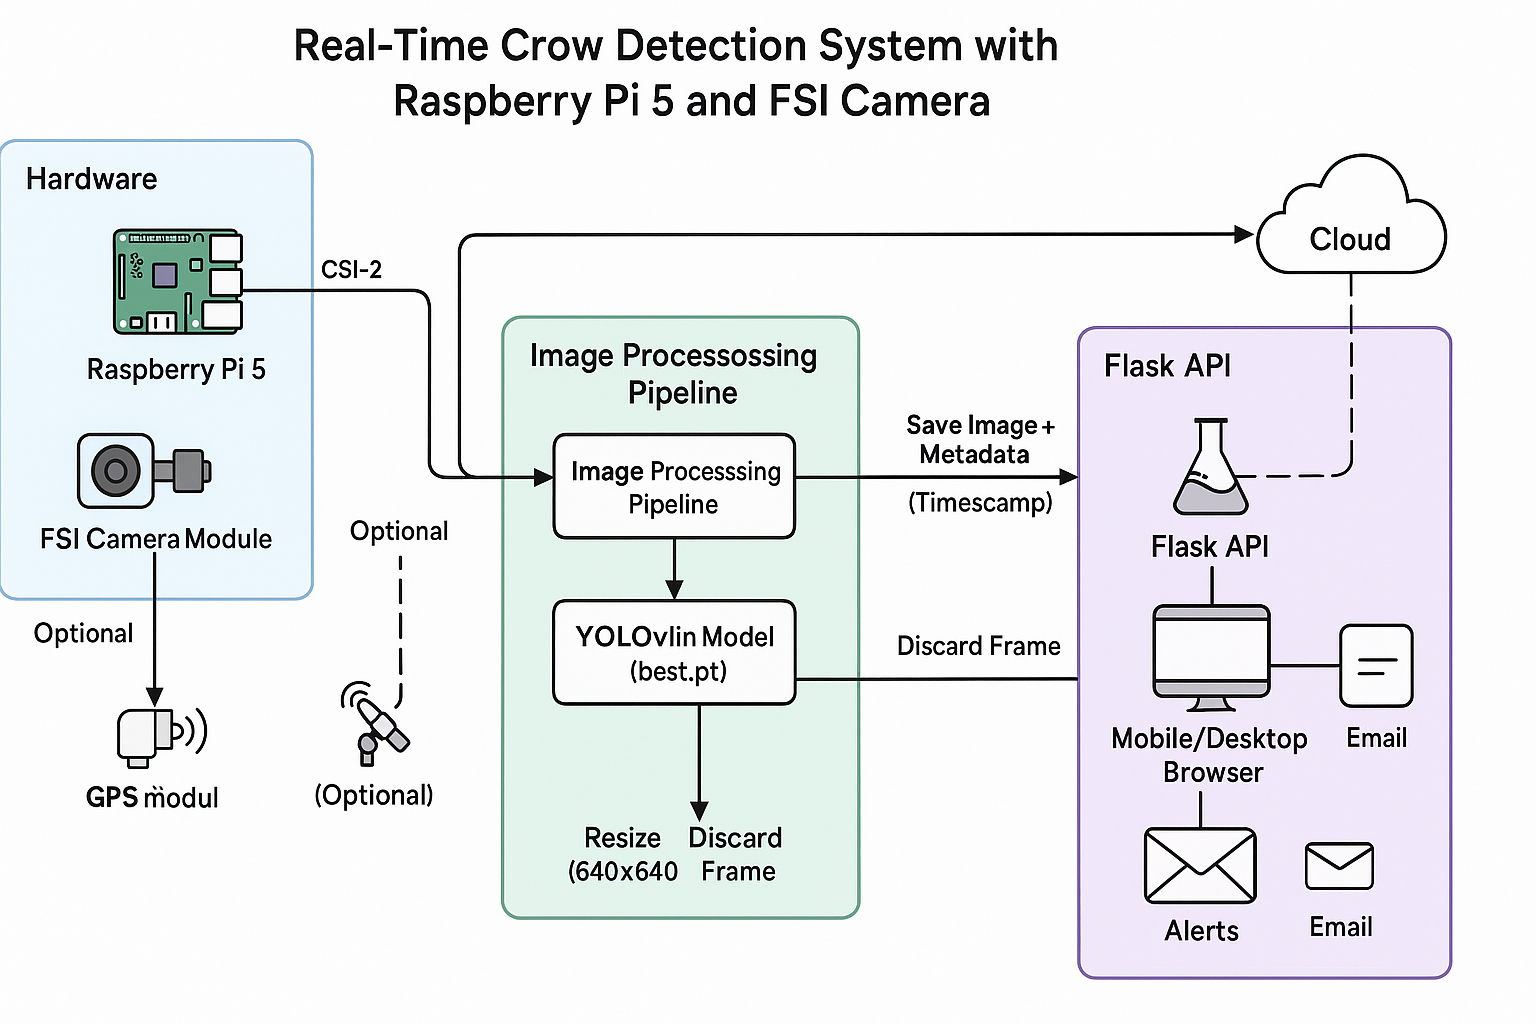 Real-Time Crow Detection System with
Raspberry Pi 5 and FSI Camera
Hardware
Raspberry Pi 5
FSI Camera Module
CSI-2
Optional
GPS m̈odul
Optional
(Optional)
Image Processossing
Pipeline
Image Processsing
Pipeline
YOLOvlin Model
(best.pt)
Resize
(640x640
Discard
Frame
Save Image+
Metadata
(Timescamp)
Discard Frame
Cloud
Flask API
Flask API
Mobile/Desktop
Browser
Email
Alerts
Email